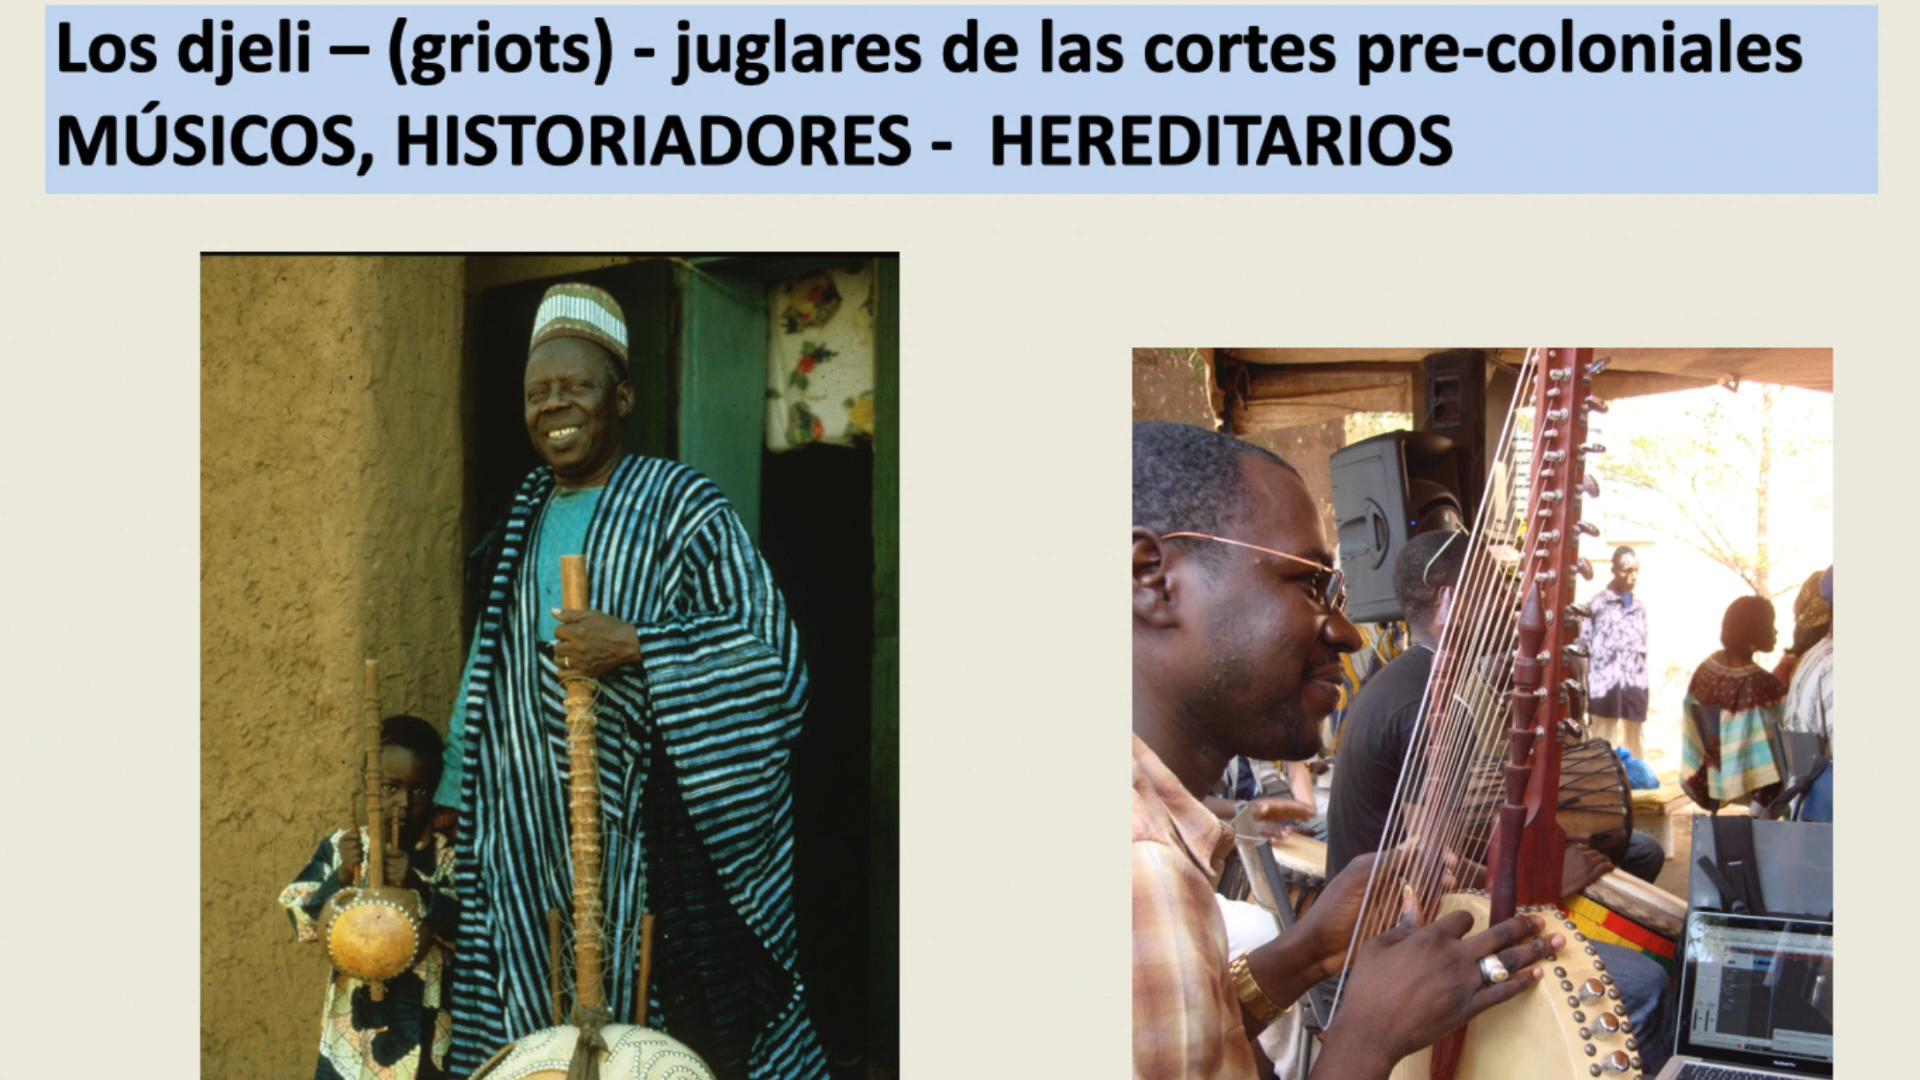 Los djeli – (griots) - juglares de las cortes pre-coloniales
MÚSICOS, HISTORIADORES - HEREDITARIOS